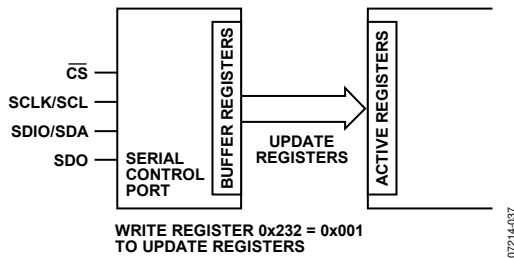 CS
SCLK/SCL
SDIO/SDA
SDO
SERIAL
CONTROL
PORT
BUFFER REGISTERS
UPDATE
REGISTERS
ACTIVE REGISTERS
WRITE REGISTER 0x232 = 0x001
TO UPDATE REGISTERS
07214-037